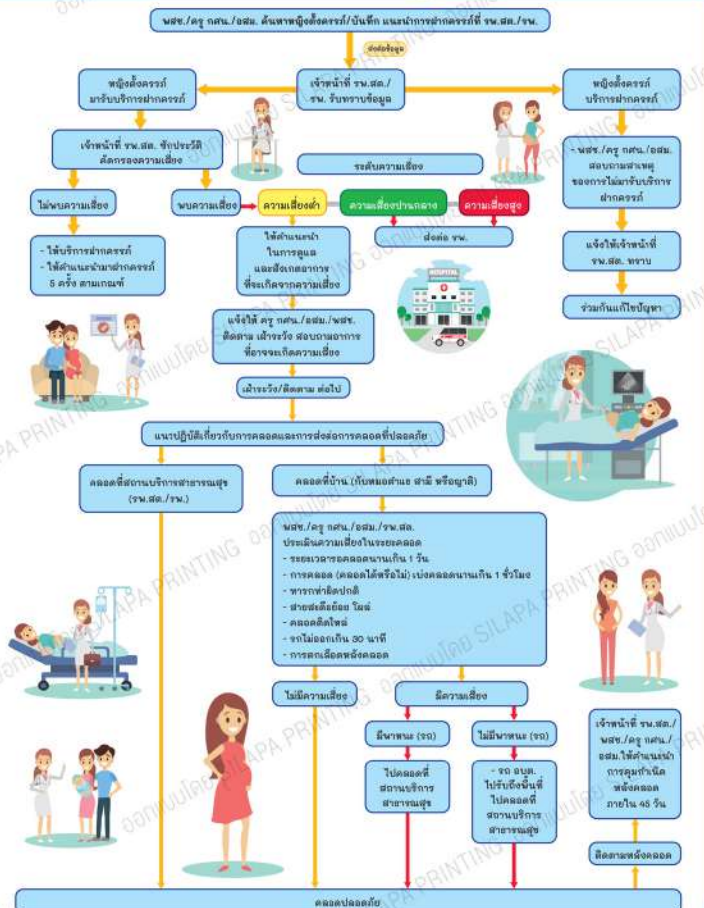 พสช./ครู กศน./อสม. ค้นหาหญิงตั้งครรภ์/บันทึก แนะนำการฝากครรภ์ที่ รพ.สต./รพ.
ส่งต่อข้อมูล
หญิงตั้งครรภ์
มารับบริการฝากครรภ์
เจ้าหน้าที่ รพ.สต./
รพ. รับทราบข้อมูล
หญิงตั้งครรภ์
บริการฝากครรภ์
เจ้าหน้าที่ รพ.สต. ซักประวัติ
คัดกรองความเสี่ยง
- พสช./ครู กศน./อสม.
สอบถามสาเหตุ
ของการไม่มารับบริการ
ฝากครรภ์
ระดับความเสี่ยง
ไม่พบความเสี่ยง
พบความเสี่ยง
ความเสี่ยงต่ำ
ความเสี่ยงปานกลาง
ความเสี่ยงสูง
- ให้บริการฝากครรภ์
- ให้คำแนะนำมาฝากครรภ์
5 ครั้ง ตามเกณฑ์
ให้คำแนะนำ
ในการดูแล
และสังเกตอาการ
ที่จะเกิดจากความเสี่ยง
ส่งต่อ รพ.
แจ้งให้เจ้าหน้าที่
รพ.สต. ทราบ
HOSPITAL
ร่วมกันแก้ไขปัญหา
แจ้งให้ ครู กศน./อสม./พสช.
ติดตาม เฝ้าระวัง สอบถามอาการ
ที่อาจจะเกิดความเสี่ยง
เฝ้าระวัง/ติดตาม ต่อไป
แนวปฏิบัติเกี่ยวกับการคลอดและการส่งต่อการคลอดที่ปลอดภัย
คลอดที่สถานบริการสาธารณสุข
(รพ.สต./รพ.)
คลอดที่บ้าน (กับหมอตำแย สามี หรือญาติ)
พสช./ครู กศน./อสม./รพ.สต.
ประเมินความเสี่ยงในระยะคลอด
- ระยะเวลารอคลอดนานเกิน 1 วัน
- การคลอด (คลอดได้หรือไม่) เบ่งคลอดนานเกิน 1 ชั่วโมง
- ทารกท่าผิดปกติ
- สายสะดือย้อย โผล่
- คลอดติดไหล่
- รกไม่ออกเกิน 30 นาที
- การตกเลือดหลังคลอด
ไม่มีความเสี่ยง
มีความเสี่ยง
มีพาหนะ (รถ)
ไม่มีพาหนะ (รถ)
เจ้าหน้าที่ รพ.สต./
พสช./ครู กศน./
อสม.ให้คำแนะนำ
การคุมกำเนิด
หลังคลอด
ภายใน 45 วัน
ไปคลอดที่
สถานบริการ
สาธารณสุข
- รถ อบต.
ไปรับถึงพื้นที่
ไปคลอดที่
สถานบริการ
สาธารณสุข
ติดตามหลังคลอด
คลอดปลอดภัย
ออกแบบโดย SILAPA PRINTING